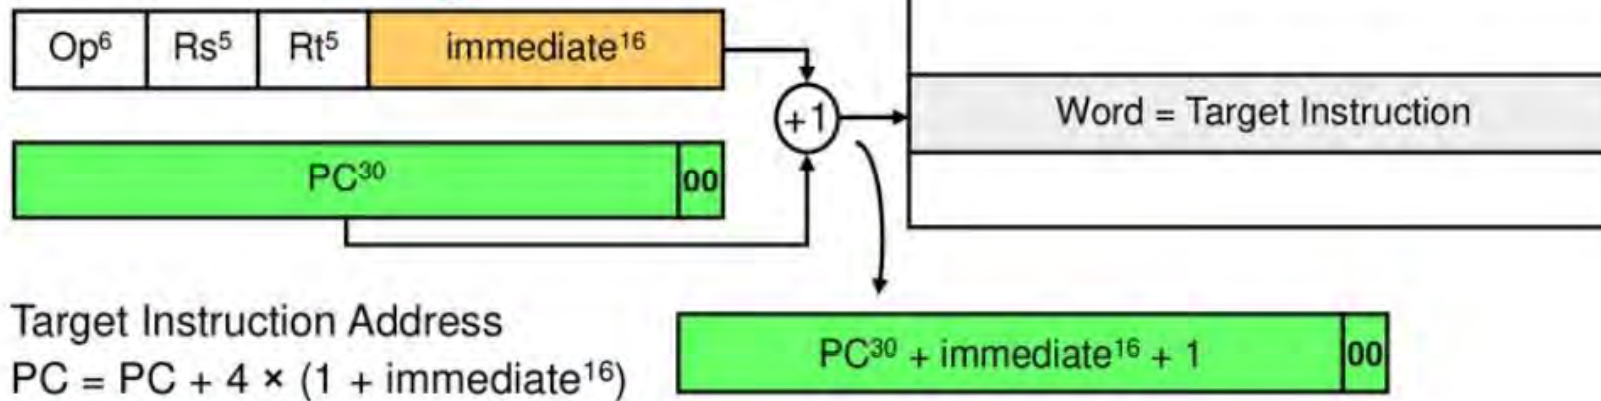 Op⁶ Rs⁵ Rt⁵ immediate¹⁶
+1
Word = Target Instruction
PC³⁰ 00
Target Instruction Address
PC = PC + 4 × (1 + immediate¹⁶)
PC³⁰ + immediate¹⁶ + 1 00